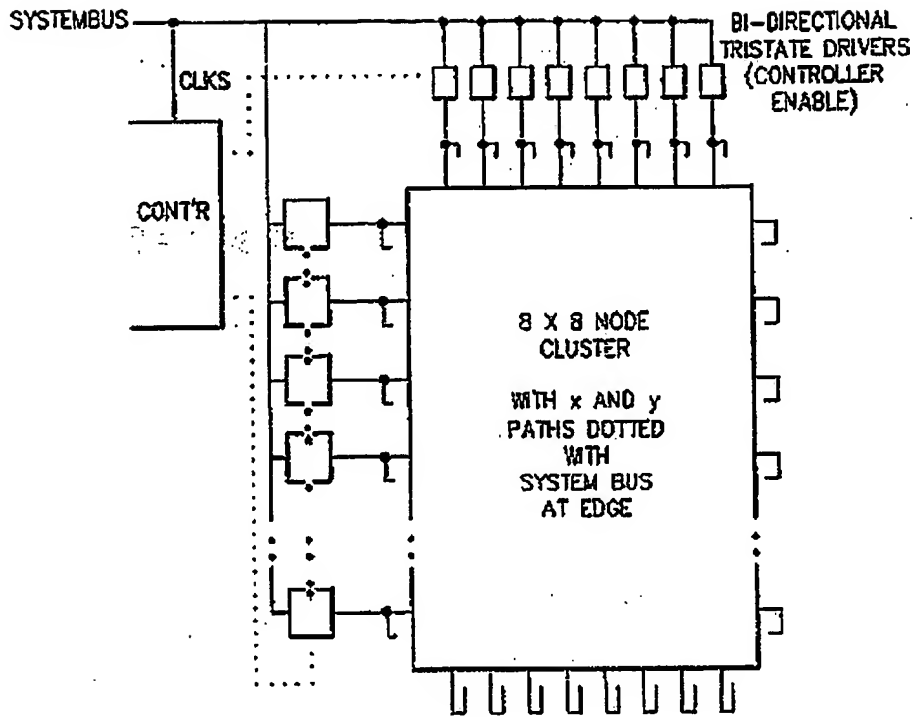 SYSTEMBUS
BI-DIRECTIONAL
TRISTATE DRIVERS
(CONTROLLER
ENABLE)
CLKS
CONT'R
8 X 8 NODE
CLUSTER
WITH x AND y
PATHS DOTTED
WITH
SYSTEM BUS
AT EDGE